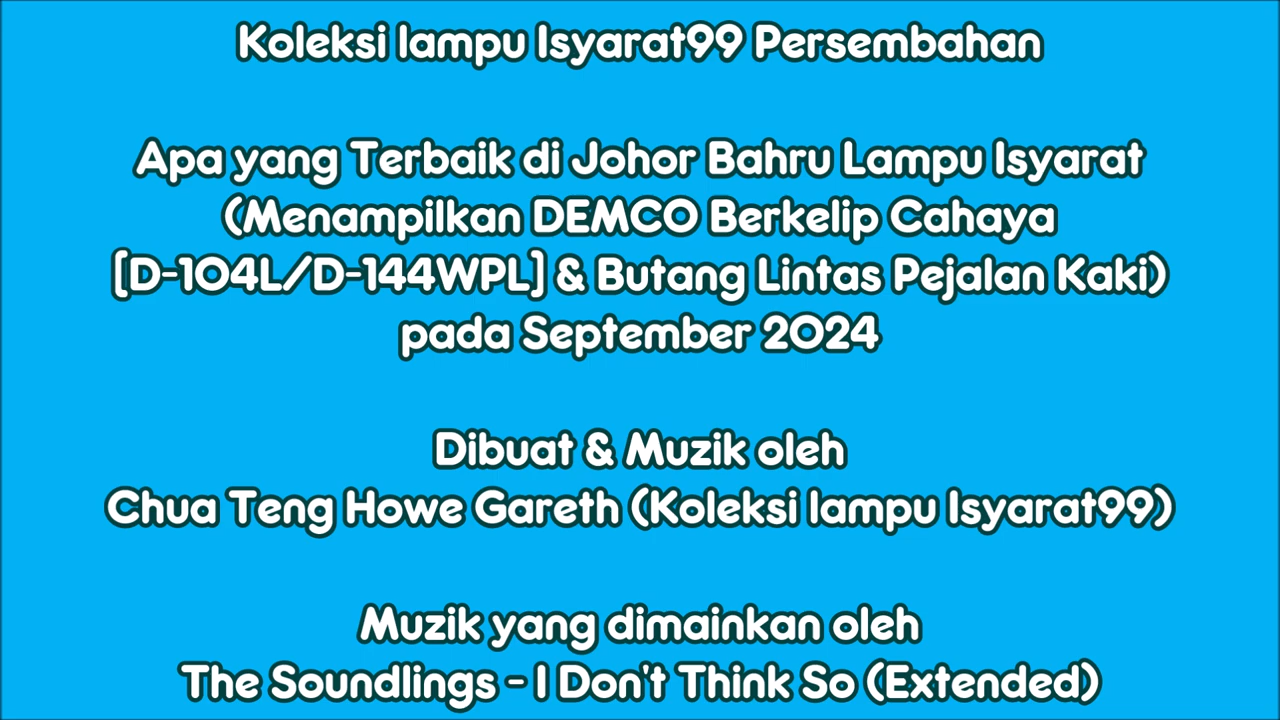 Koleksi lampu Isyarat99 Persembahan
Apa yang Terbaik di Johor Bahru Lampu Isyarat
(Menampilkan DEMCO Berkelip Cahaya
[D-104L/D-144WPL] & Butang Lintas Pejalan Kaki)
pada September 2024
Dibuat & Muzik oleh
Chua Teng Howe Gareth (Koleksi lampu Isyarat99)
Muzik yang dimainkan oleh
The Soundlings - I Don't Think So (Extended)